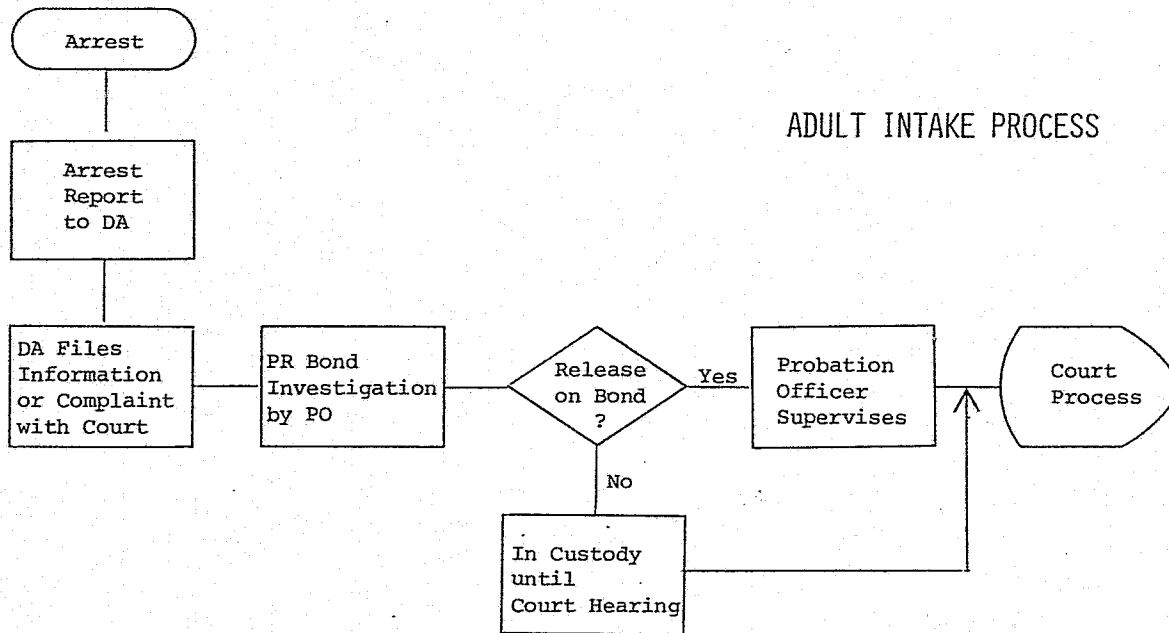 Arrest
ADULT INTAKE PROCESS
Arrest
Report
to DA
DA Files
Information
or Complaint
with Court
PR Bond
Investigation
by PO
Release
on Bond
?
Yes
Probation
Officer
Supervises
Court
Process
No
In Custody
until
Court Hearing